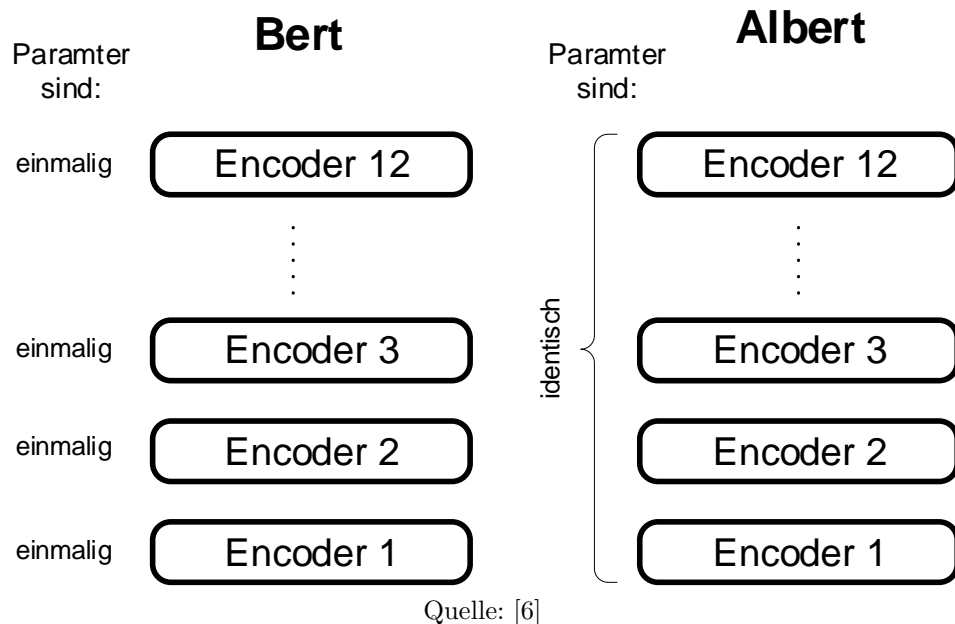 Bert
Albert
Paramter
sind:
Paramter
sind:
einmalig
Encoder 12
Encoder 12
einmalig
Encoder 3
identisch
Encoder 3
einmalig
Encoder 2
Encoder 2
einmalig
Encoder 1
Encoder 1
Quelle: [6]